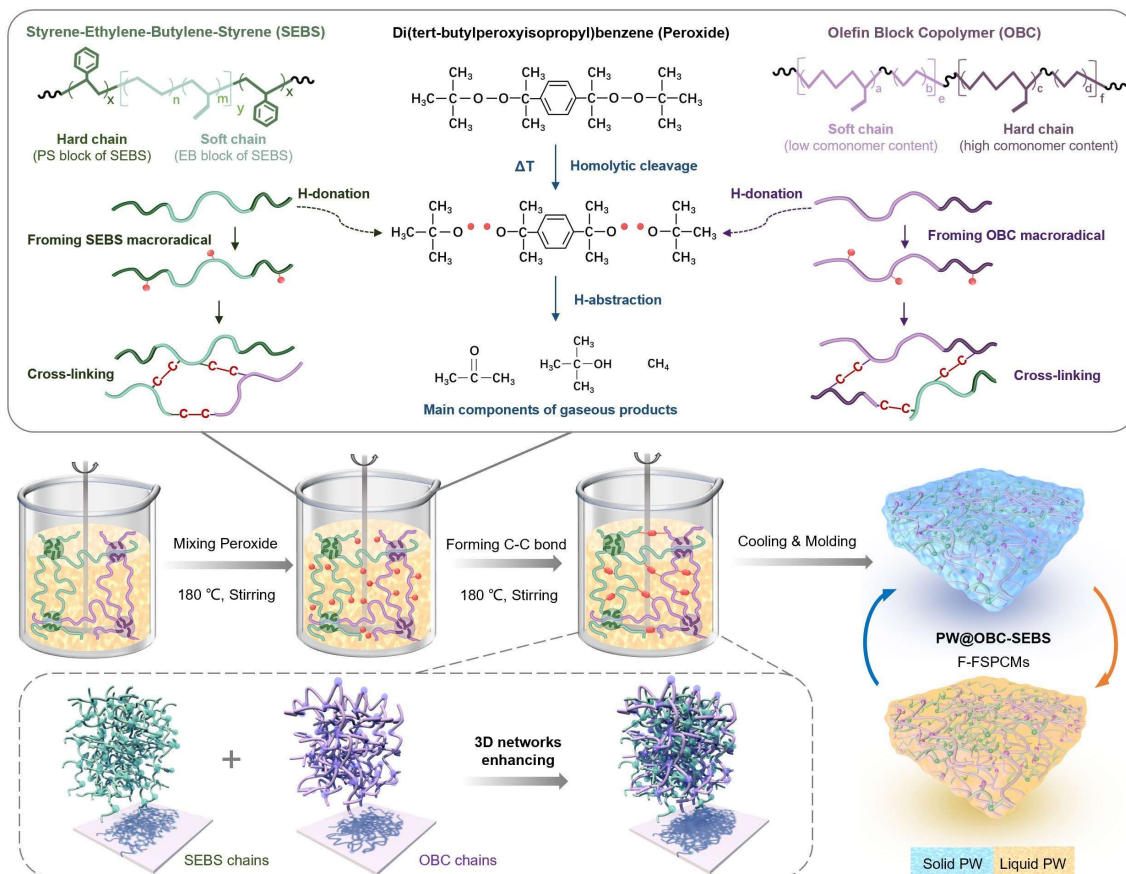 Styrene-Ethylene-Butylene-Styrene (SEBS)
x
n
m
y
x
Hard chain
(PS block of SEBS)
Soft chain
(EB block of SEBS)
Di(tert-butylperoxyisopropyl)benzene (Peroxide)
CH₃ CH₃ CH₃ CH₃
H₃C C O O C C O O C CH₃
CH₃ CH₃ CH₃ CH₃
ΔT Homolytic cleavage
Olefin Block Copolymer (OBC)
a
b
e
c
d
f
Soft chain
(low comonomer content)
Hard chain
(high comonomer content)
H-donation
Froming SEBS macroradical
Cross-linking
C C
C C
C C
CH₃ CH₃ CH₃ CH₃
H₃C C O O C C O O C CH₃
CH₃ CH₃ CH₃ CH₃
H-abstraction
O
C
H₃C CH₃
CH₃
H₃C C OH
CH₃
CH₄
Main components of gaseous products
H-donation
Froming OBC macroradical
Cross-linking
C C
C C
C C
Mixing Peroxide
180 ℃, Stirring
Forming C-C bond
180 ℃, Stirring
Cooling & Molding
PW@OBC-SEBS
F-FSPCMs
+
3D networks
enhancing
SEBS chains
OBC chains
Solid PW
Liquid PW